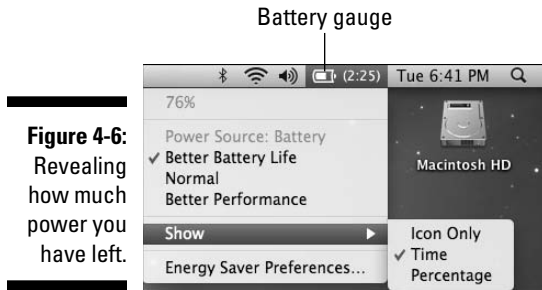 Battery gauge
(2:25) Tue 6:41 PM
76%
Power Source: Battery
✓ Better Battery Life
Normal
Better Performance
Show
Energy Saver Preferences...
Icon Only
✓ Time
Percentage
Macintosh HD
Figure 4-6:
Revealing
how much
power you
have left.